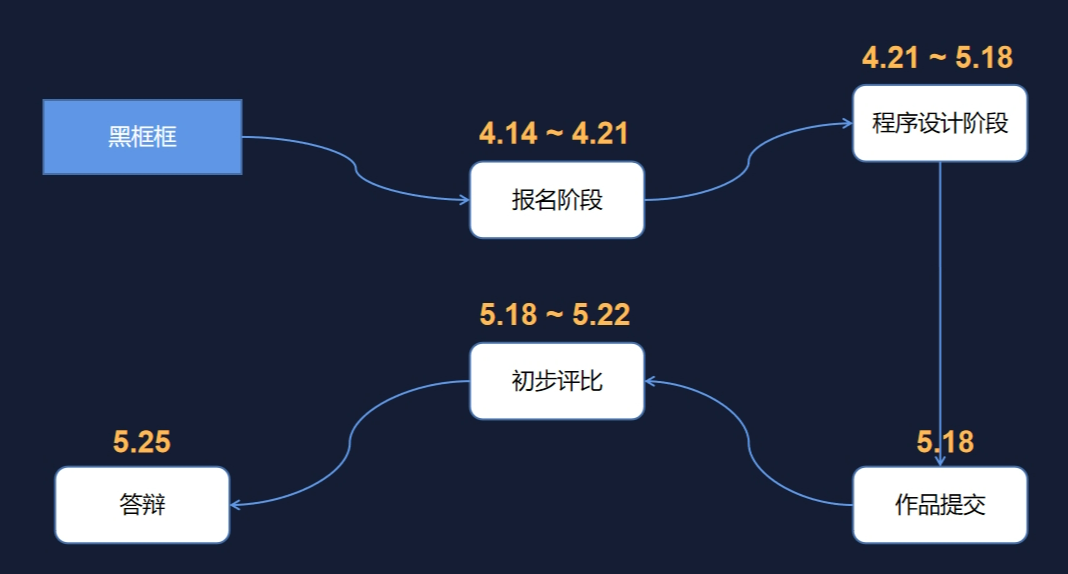 黑框框
4.14 ~ 4.21
报名阶段
4.21 ~ 5.18
程序设计阶段
5.18
作品提交
5.18 ~ 5.22
初步评比
5.25
答辩